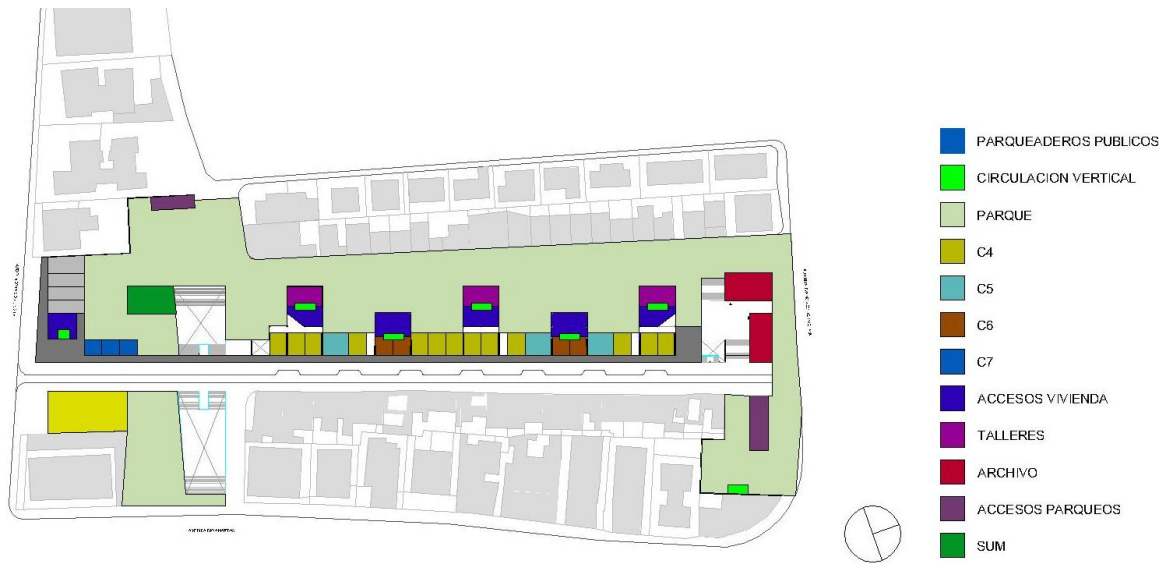 PARQUEADEROS PUBLICOS
CIRCULACION VERTICAL
PARQUE
C4
C5
C6
C7
ACCESOS VIVIENDA
TALLERES
ARCHIVO
ACCESOS PARQUEOS
SUM